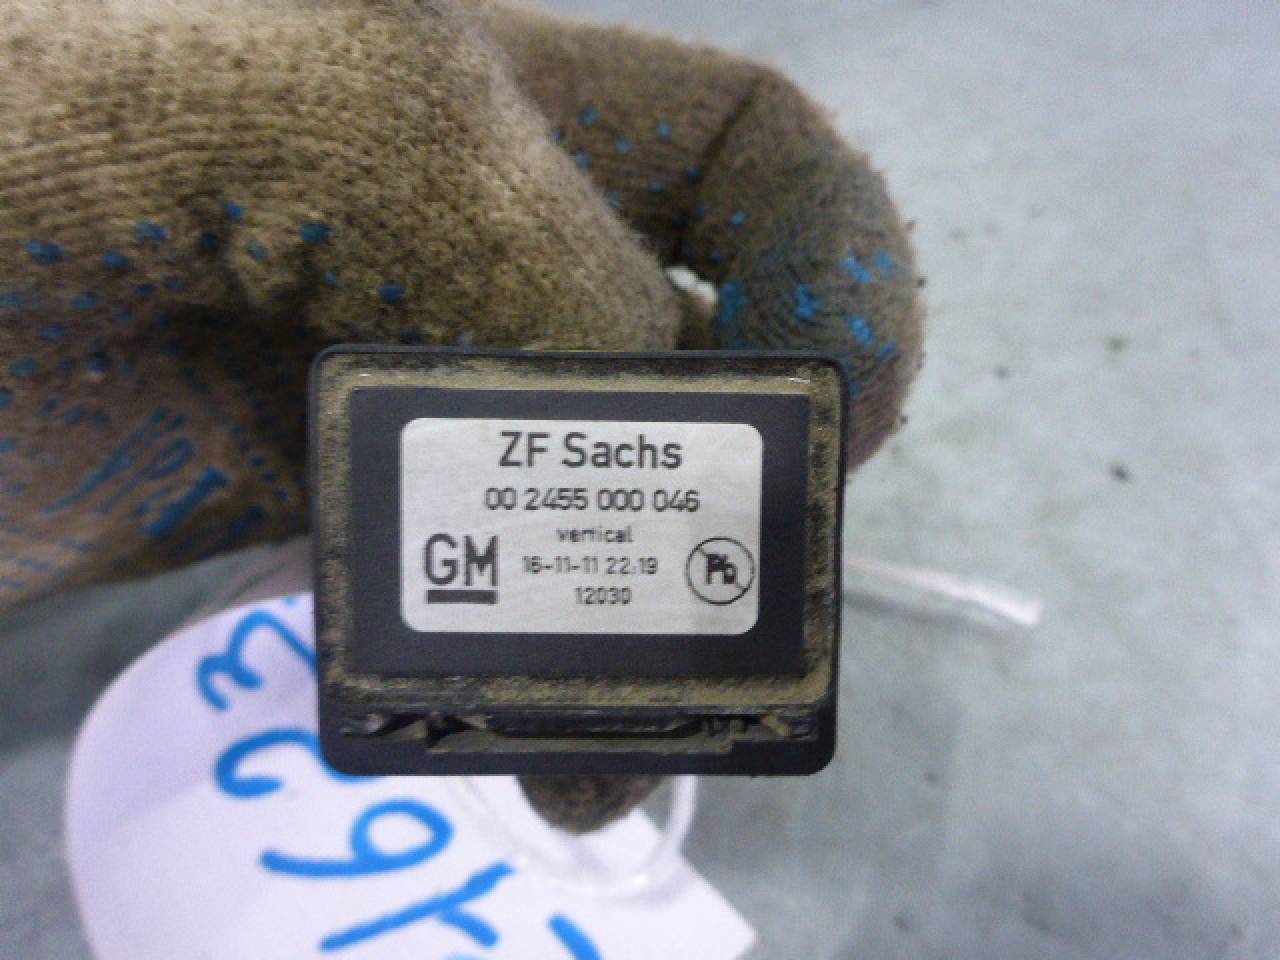 ZF Sachs
00 2455 000 046
vertical
GM
16-11-11 22:19
12030
Pb